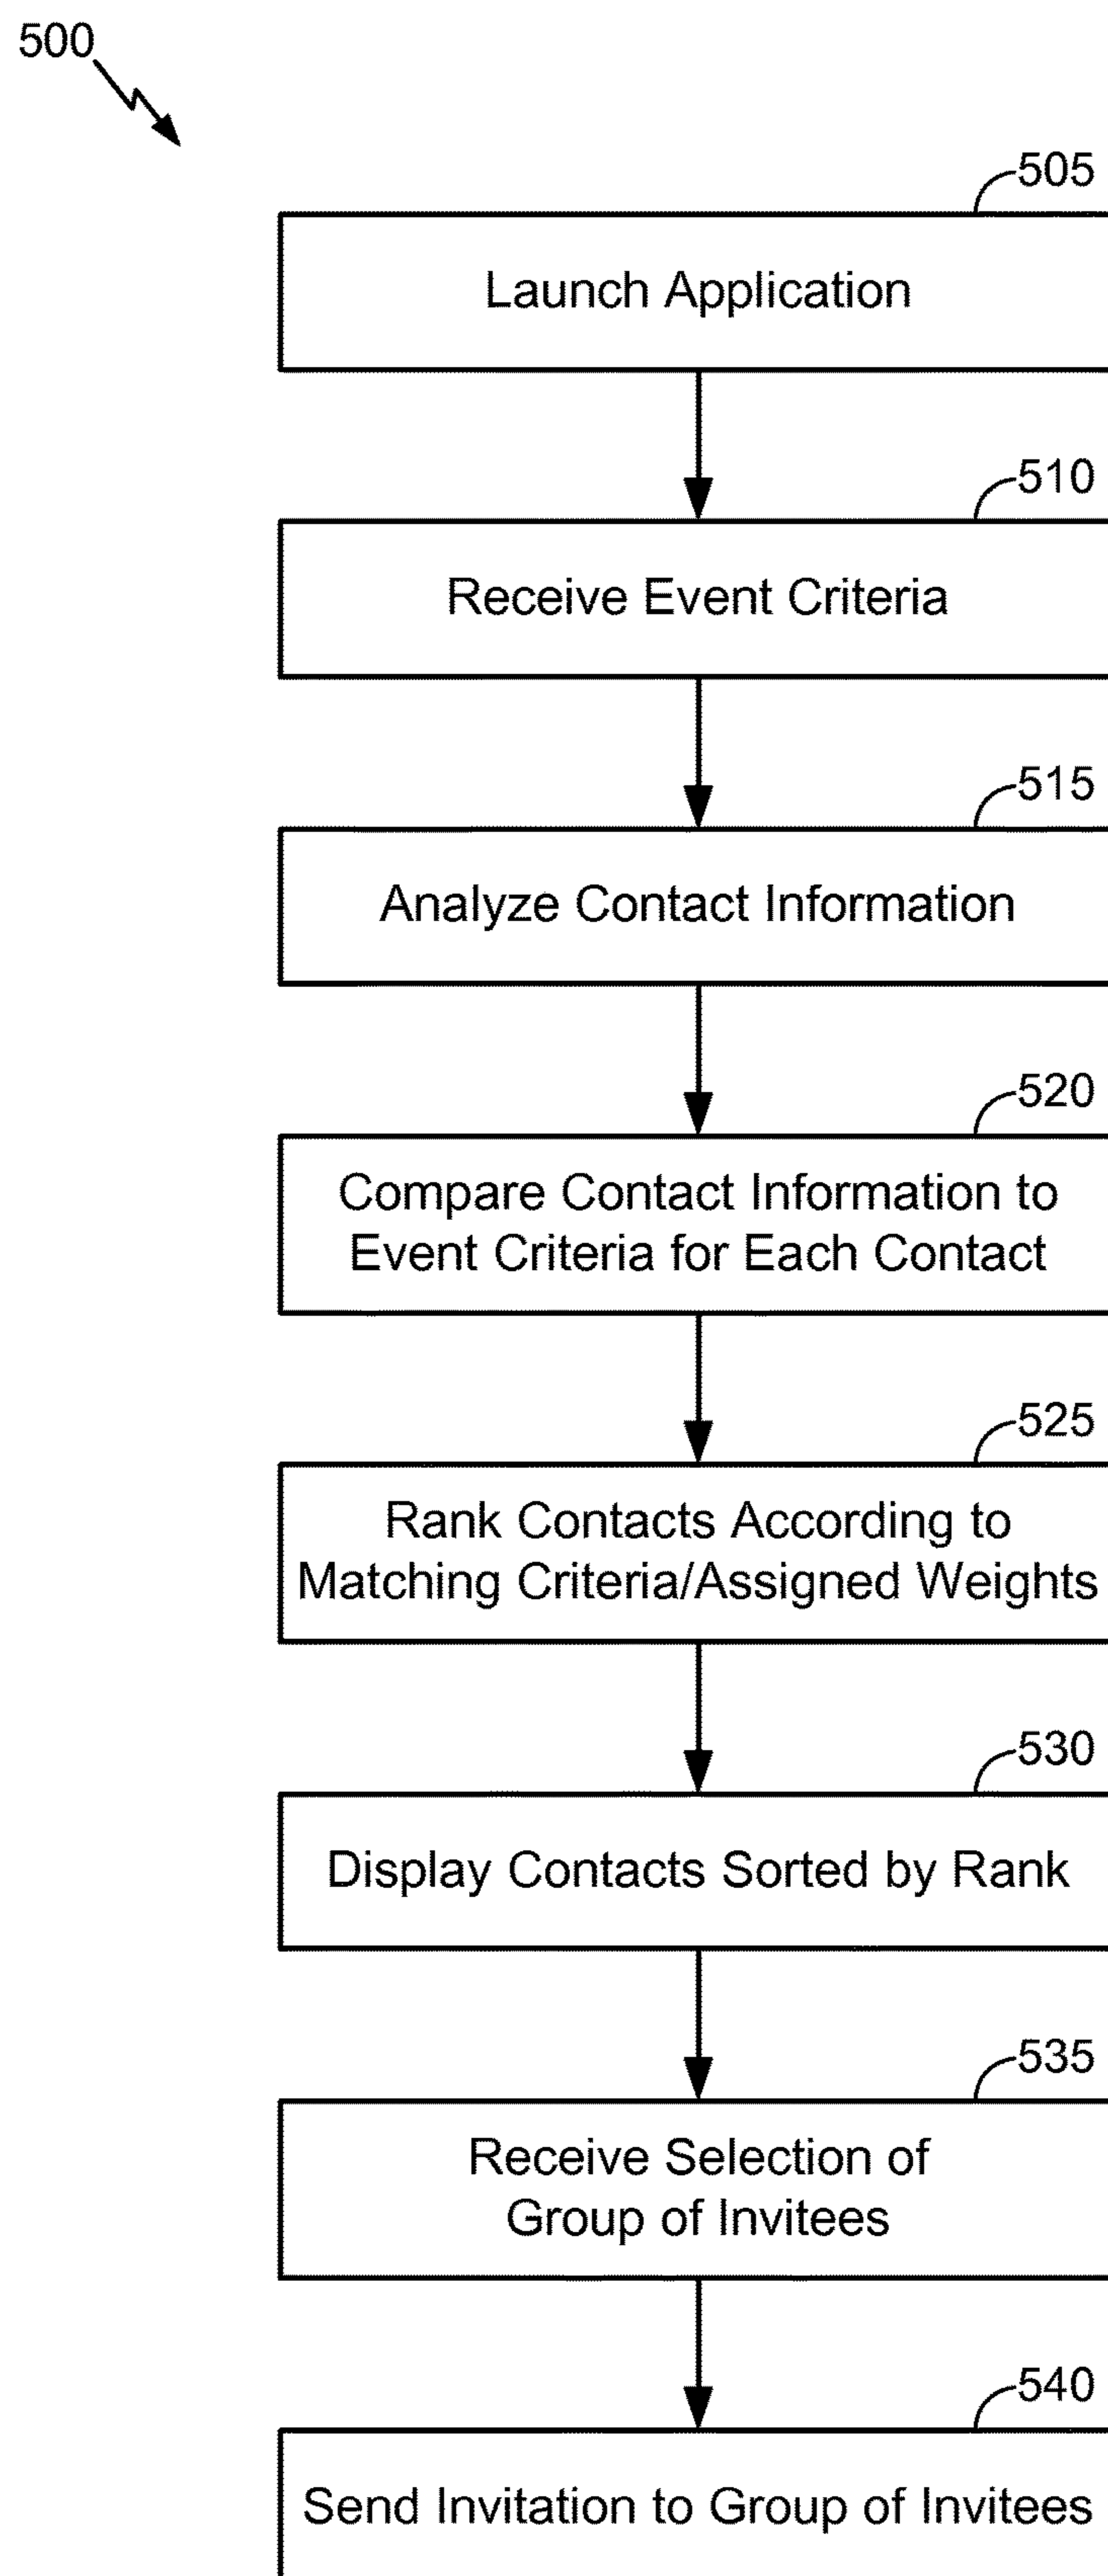 500
505
Launch Application
510
Receive Event Criteria
515
Analyze Contact Information
520
Compare Contact Information to
Event Criteria for Each Contact
525
Rank Contacts According to
Matching Criteria/Assigned Weights
530
Display Contacts Sorted by Rank
535
Receive Selection of
Group of Invitees
540
Send Invitation to Group of Invitees